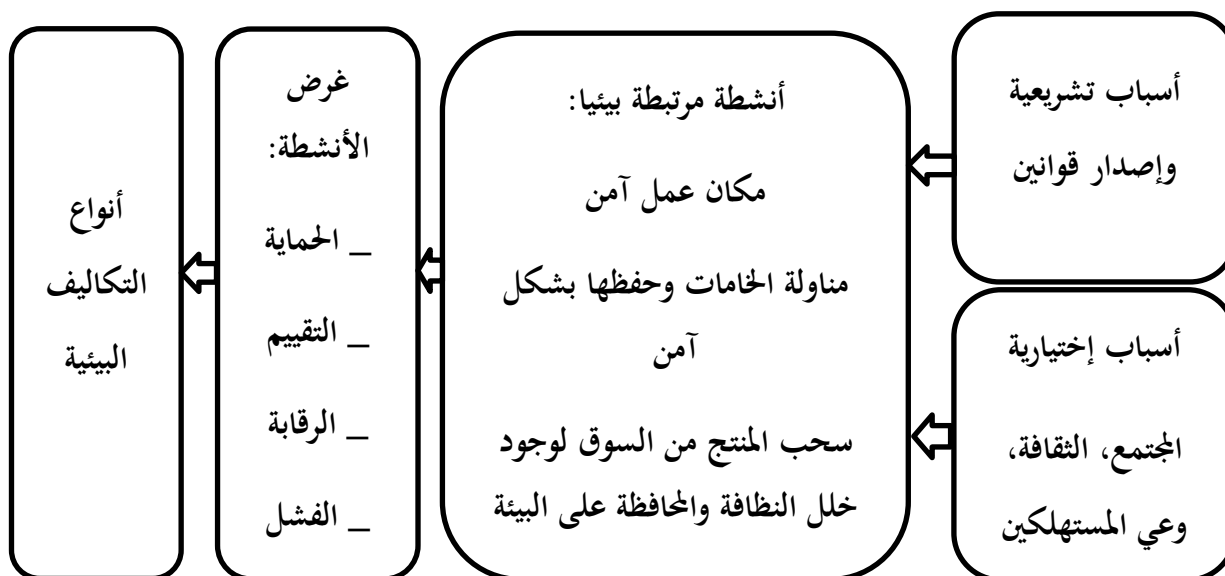 أسباب تشريعية
وإصدار قوانين
أسباب إختيارية
المجتمع، الثقافة،
وعي المستهلكين
أنشطة مرتبطة بيئيا:
مكان عمل آمن
مناولة الخامات وحفظها بشكل
آمن
سحب المنتج من السوق لوجود
خلل النظافة والمحافظة على البيئة
غرض
الأنشطة:
_ الحماية
_ التقييم
_ الرقابة
_ الفشل
أنواع
التكاليف
البيئية